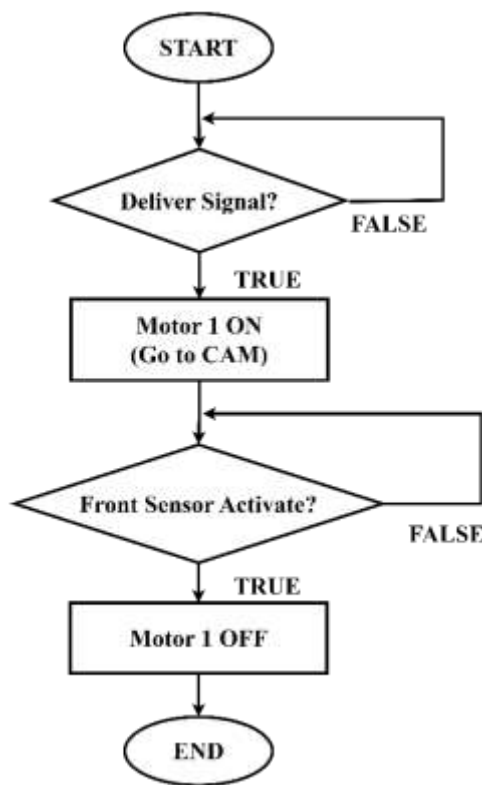 START
Deliver Signal?
FALSE
TRUE
Motor 1 ON
(Go to CAM)
Front Sensor Activate?
FALSE
TRUE
Motor 1 OFF
END